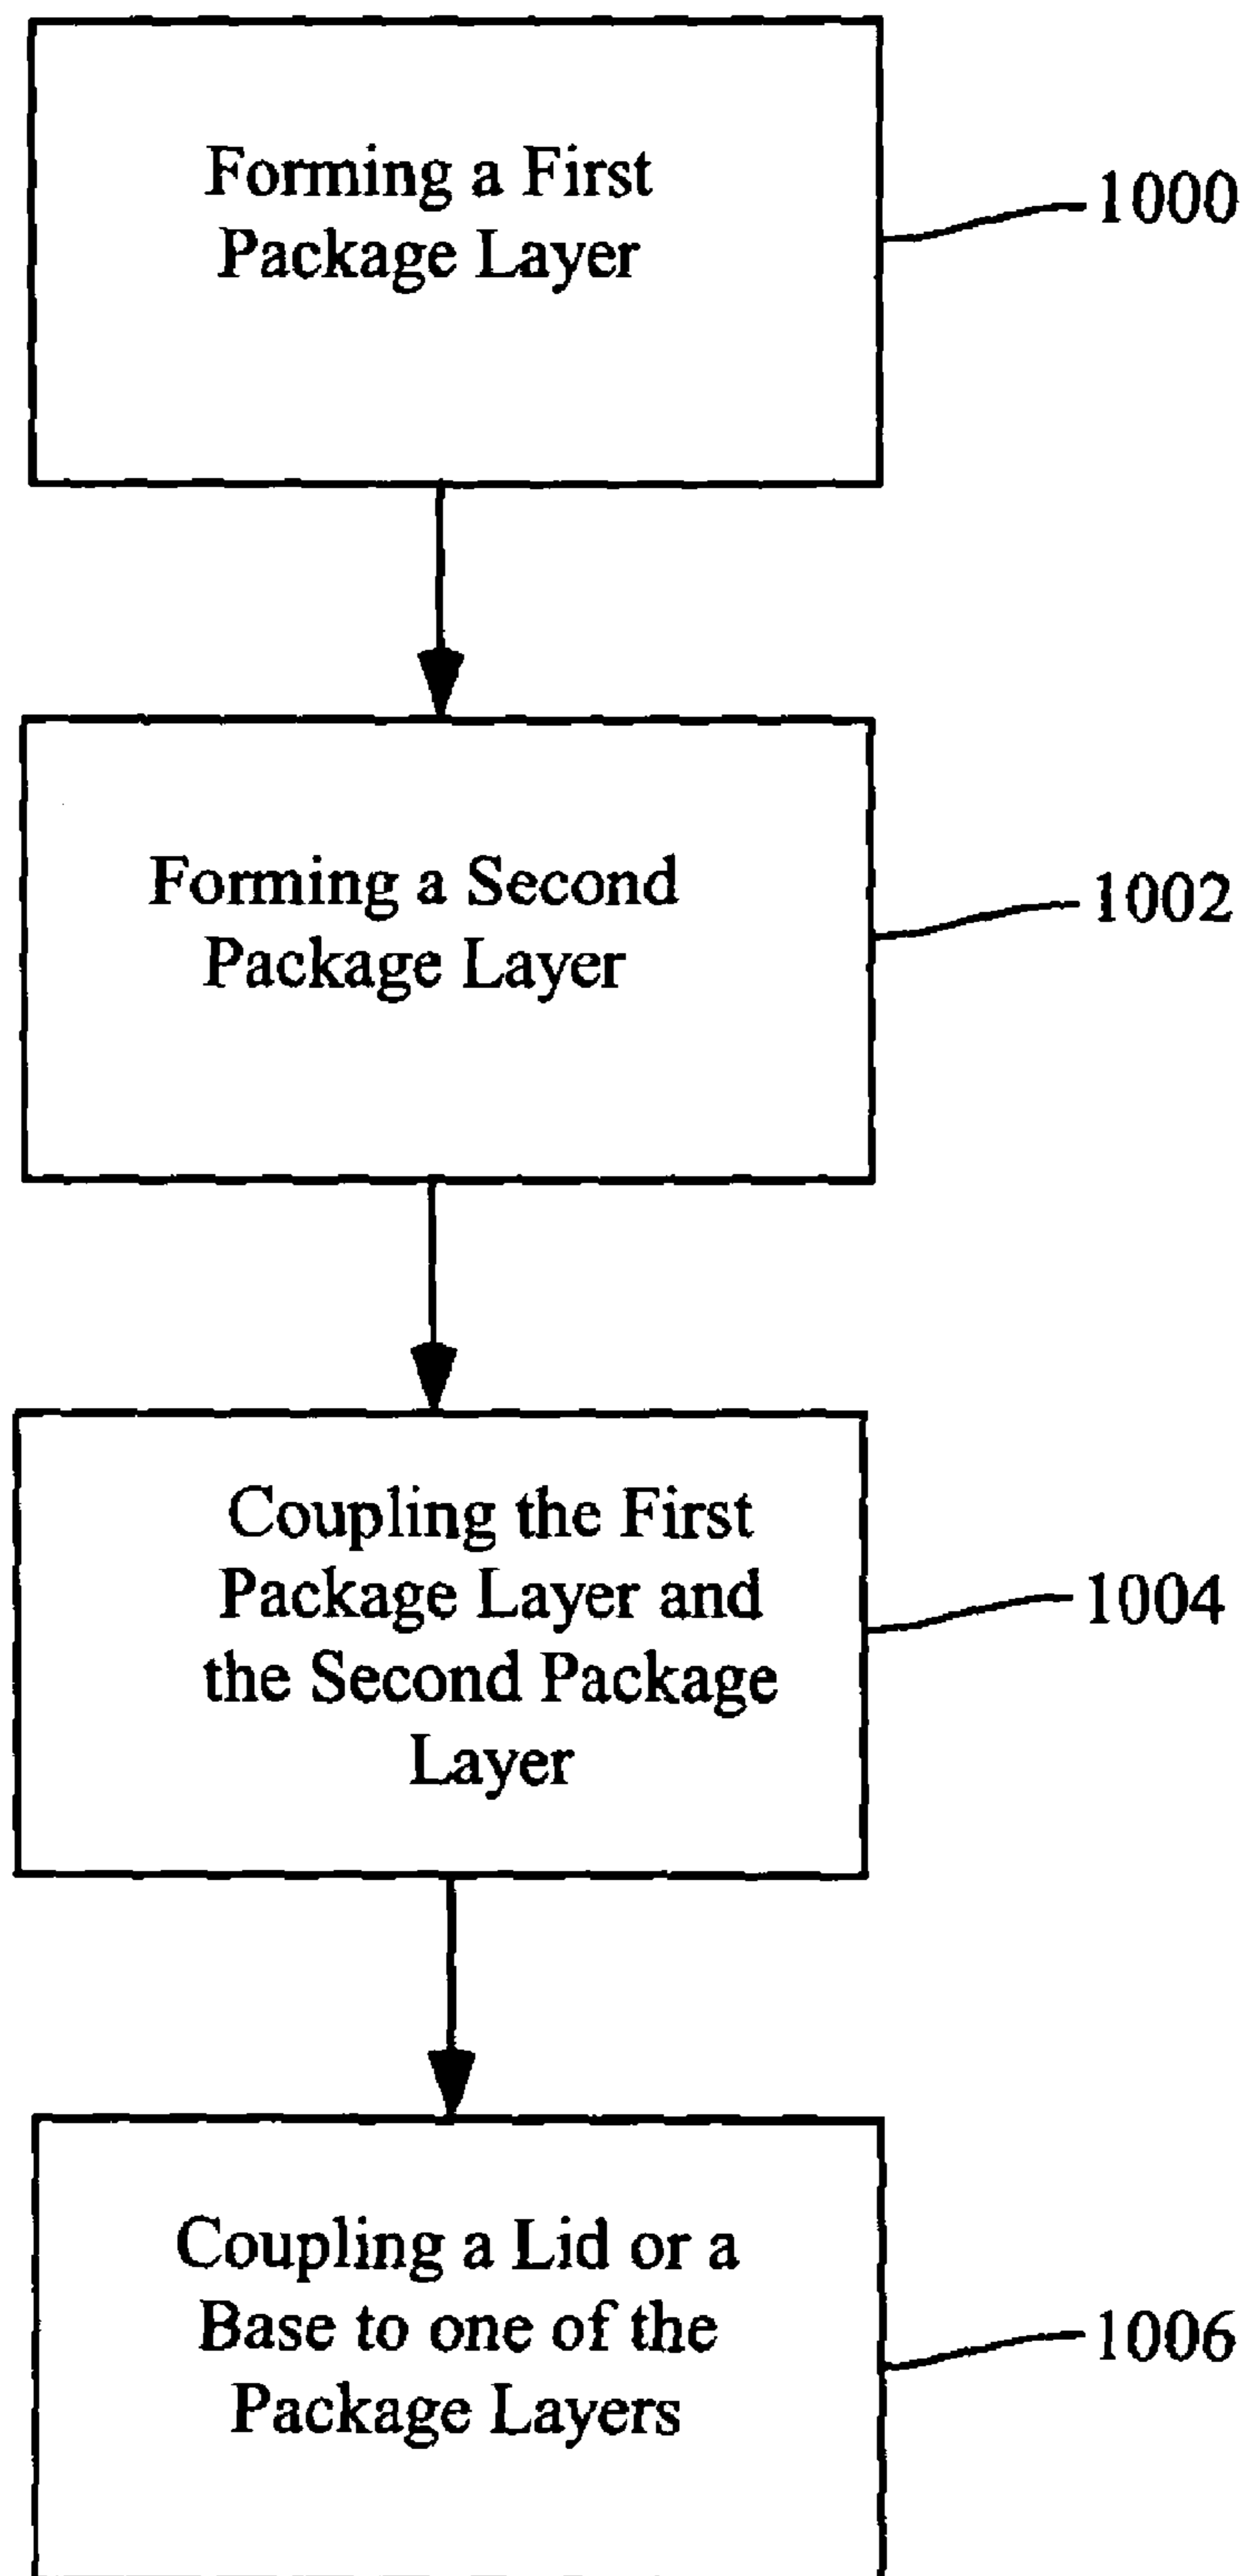 Forming a First
Package Layer
1000
Forming a Second
Package Layer
1002
Coupling the First
Package Layer and
the Second Package
Layer
1004
Coupling a Lid or a
Base to one of the
Package Layers
1006